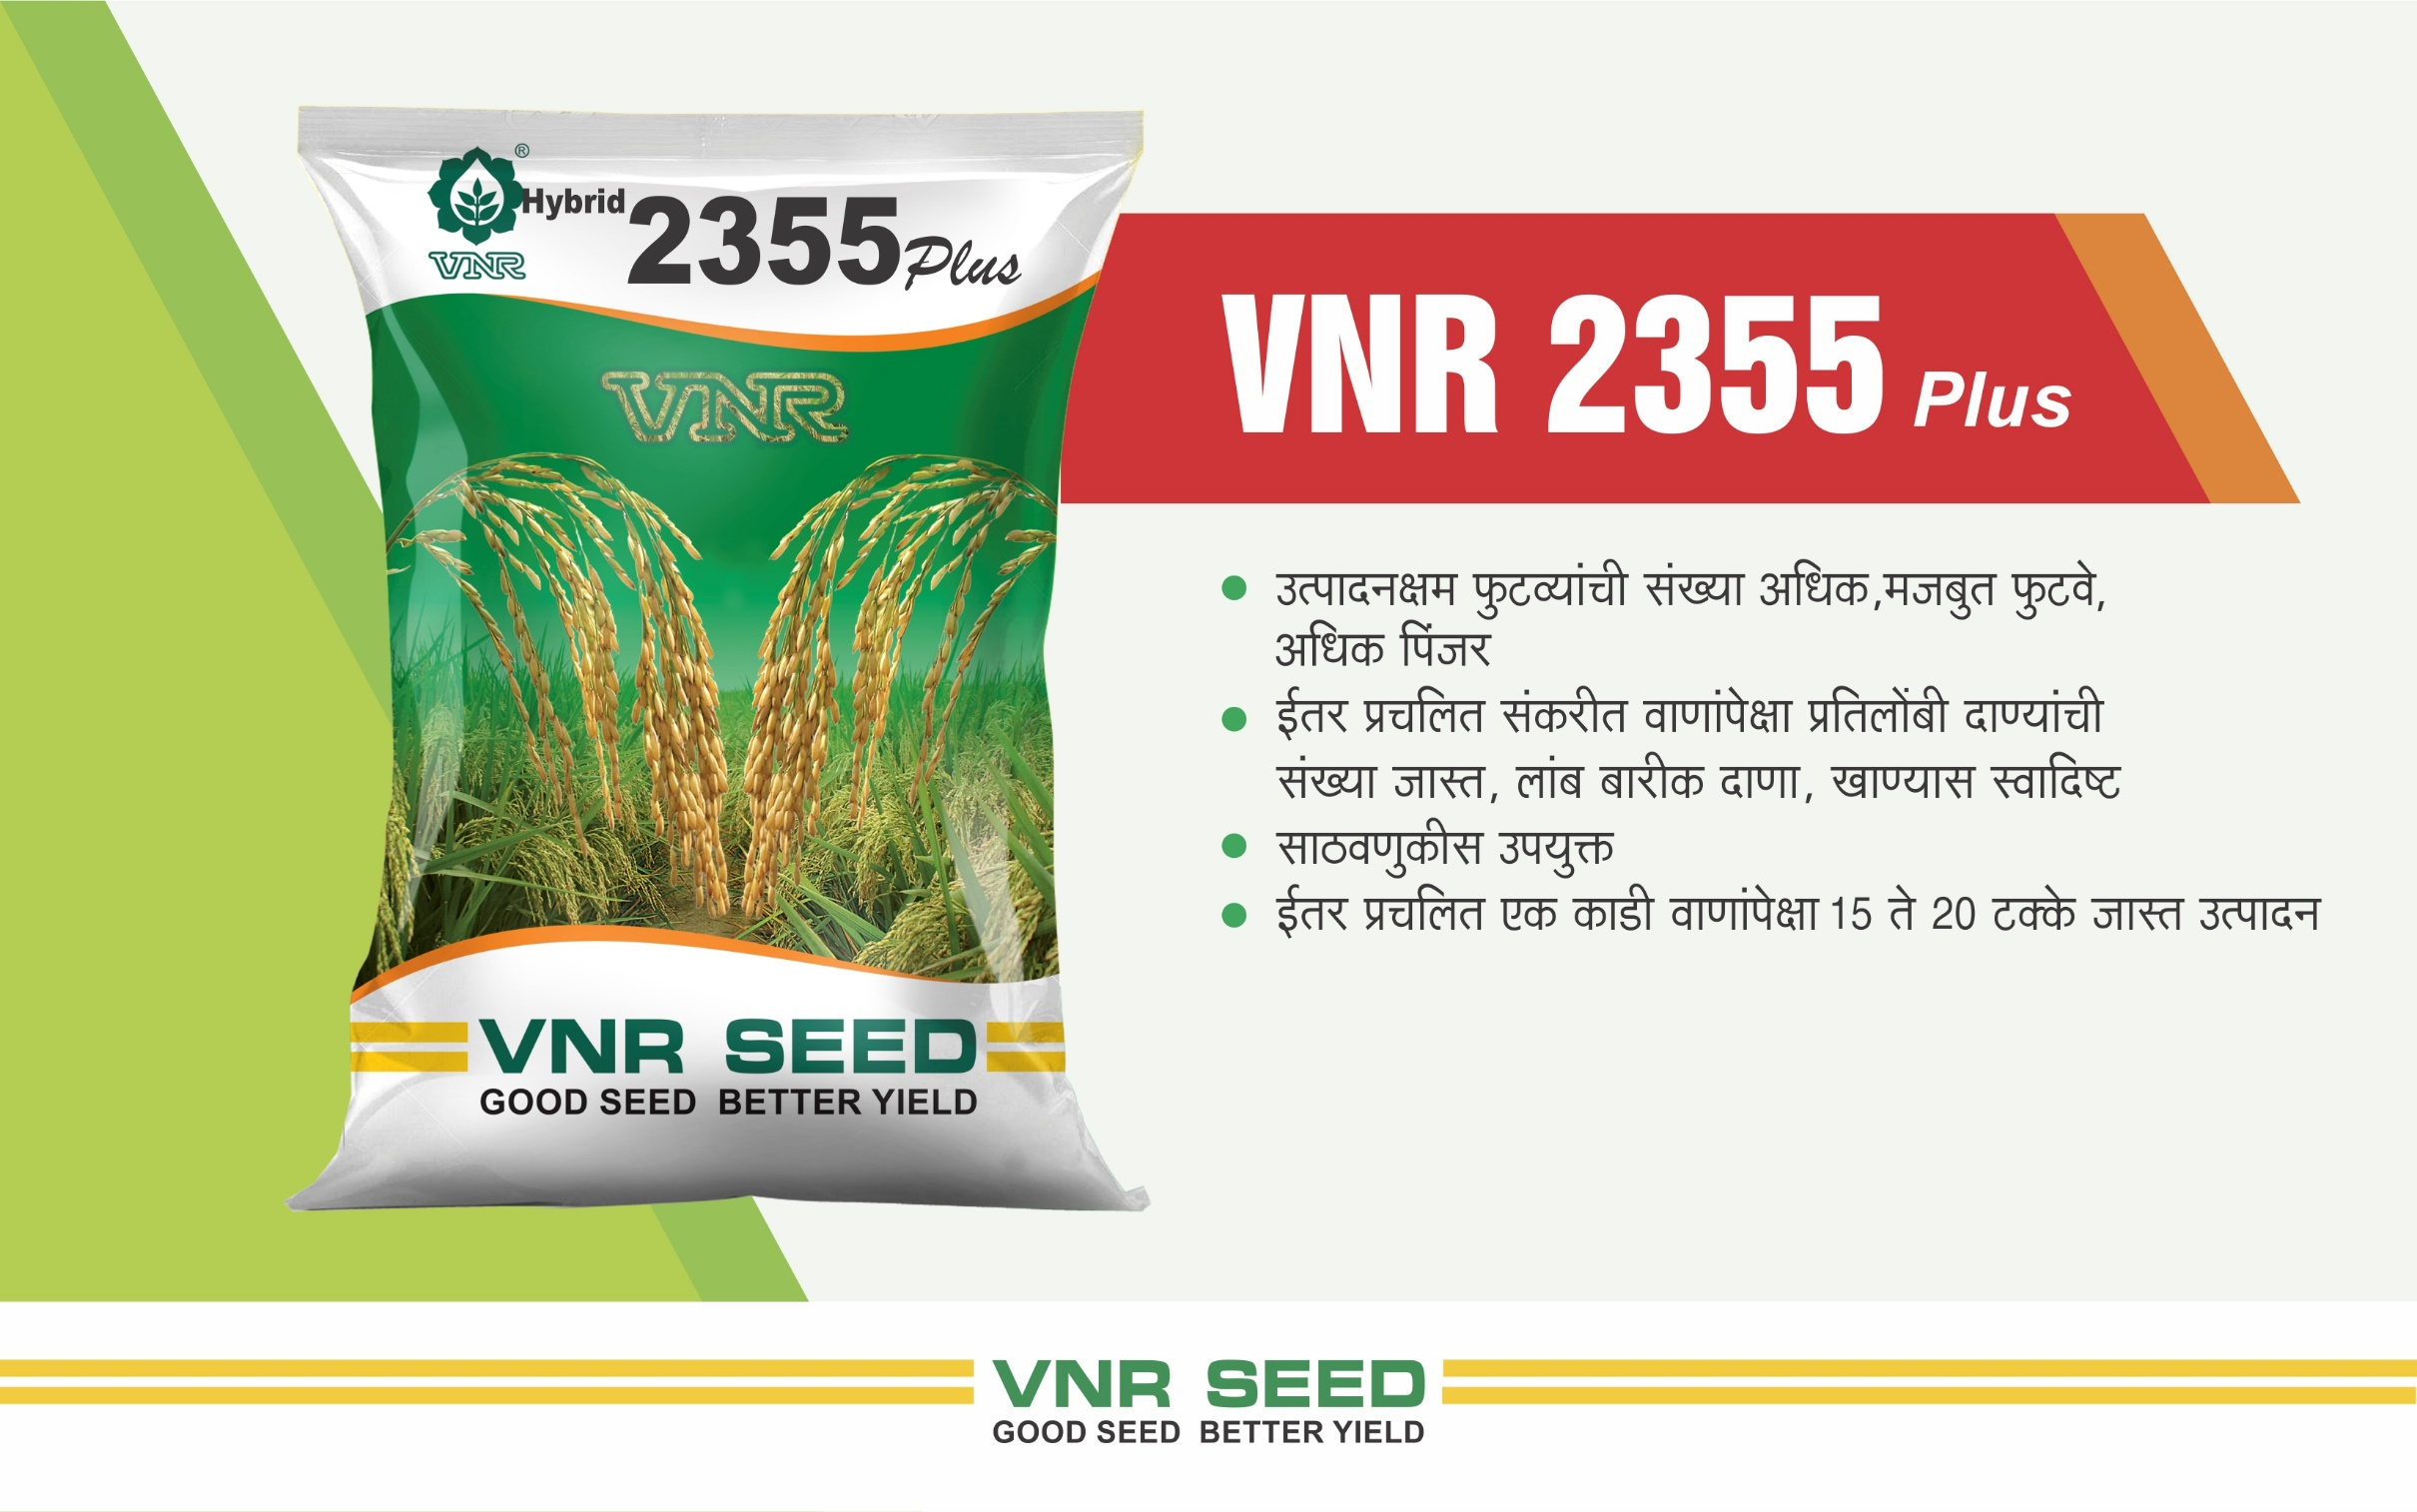 ®
VNR
Hybrid 2355 Plus
VNR
VNR SEED
GOOD SEED BETTER YIELD
VNR 2355 Plus
उत्पादनक्षम फुटव्यांची संख्या अधिक,मजबुत फुटवे,
अधिक पिंजर
ईतर प्रचलित संकरीत वाणांपेक्षा प्रतिलोंबी दाण्यांची
संख्या जास्त, लांब बारीक दाणा, खाण्यास स्वादिष्ट
साठवणुकीस उपयुक्त
ईतर प्रचलित एक काडी वाणांपेक्षा 15 ते 20 टक्के जास्त उत्पादन
VNR SEED
GOOD SEED BETTER YIELD